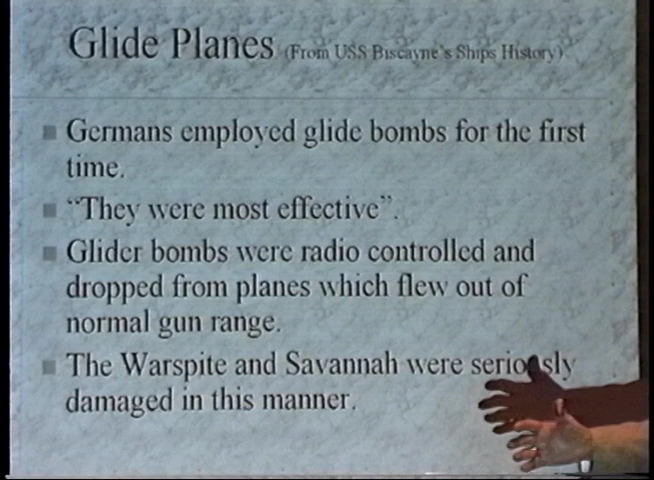 Glide Planes (From USS Biscayne's Ships History)
Germans employed glide bombs for the first
time.
"They were most effective".
Glider bombs were radio controlled and
dropped from planes which flew out of
normal gun range.
The Warspite and Savannah were seriously
damaged in this manner.